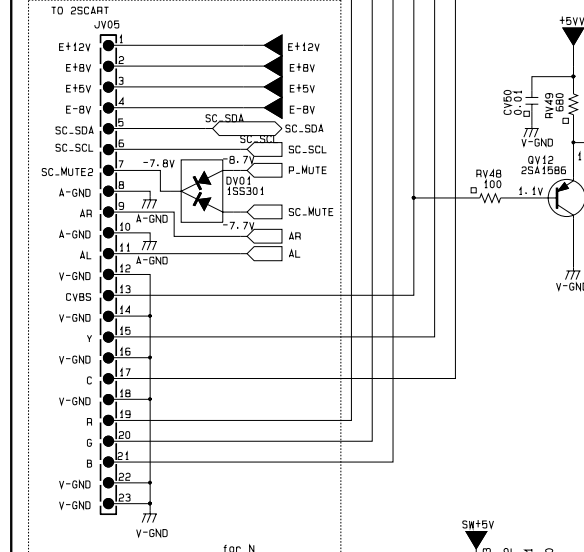 TO 2SCART
JV05
E+12V 1 E+12V
E+8V 2 E+8V
E+5V 3 E+5V
E-8V 4 E-8V
SC_SDA 5 SC_SDA SC_SDA
SC_SCL 6 SC_SCL SC_SCL
SC_MUTE2 7 -7.8V -8.7V P_MUTE
DV01
1SS301
A-GND 8 A-GND
SC_MUTE
AR 9 -7.7V AR
A-GND 10 A-GND
AL 11 AL
V-GND 12
CVBS 13
V-GND 14
Y 15
V-GND 16
C 17
V-GND 18
R 19
G 20
B 21
V-GND 22
V-GND 23
V-GND
for N
+5VV
CV50
0.01
RV49
680
V-GND
QV12
2SA1586
RV48
100
1.1V
V-GND
SW+5V